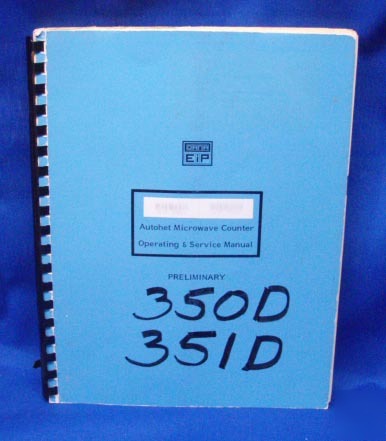 DANA
EiP
Autohet Microwave Counter
Operating & Service Manual
PRELIMINARY
350D
351D